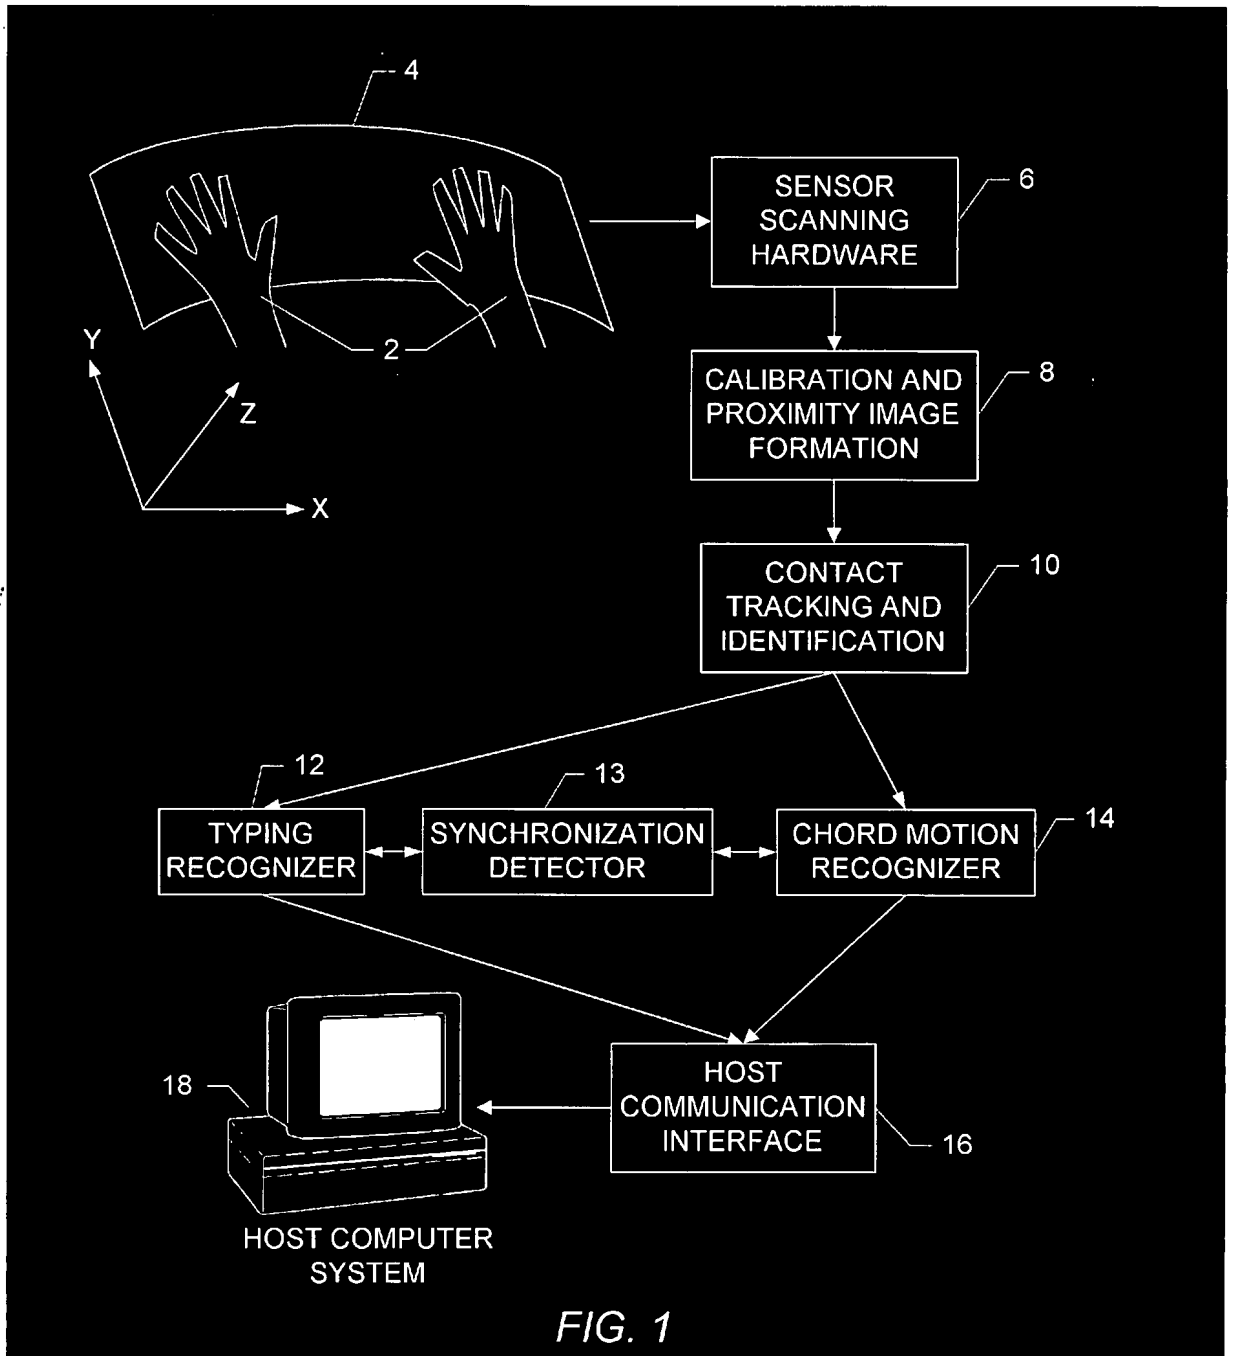 4
SENSOR
SCANNING
HARDWARE
6
2
Y
Z
X
CALIBRATION AND
PROXIMITY IMAGE
FORMATION
8
CONTACT
TRACKING AND
IDENTIFICATION
10
12
TYPING
RECOGNIZER
13
SYNCHRONIZATION
DETECTOR
14
CHORD MOTION
RECOGNIZER
HOST
COMMUNICATION
INTERFACE
16
18
HOST COMPUTER
SYSTEM
FIG. 1